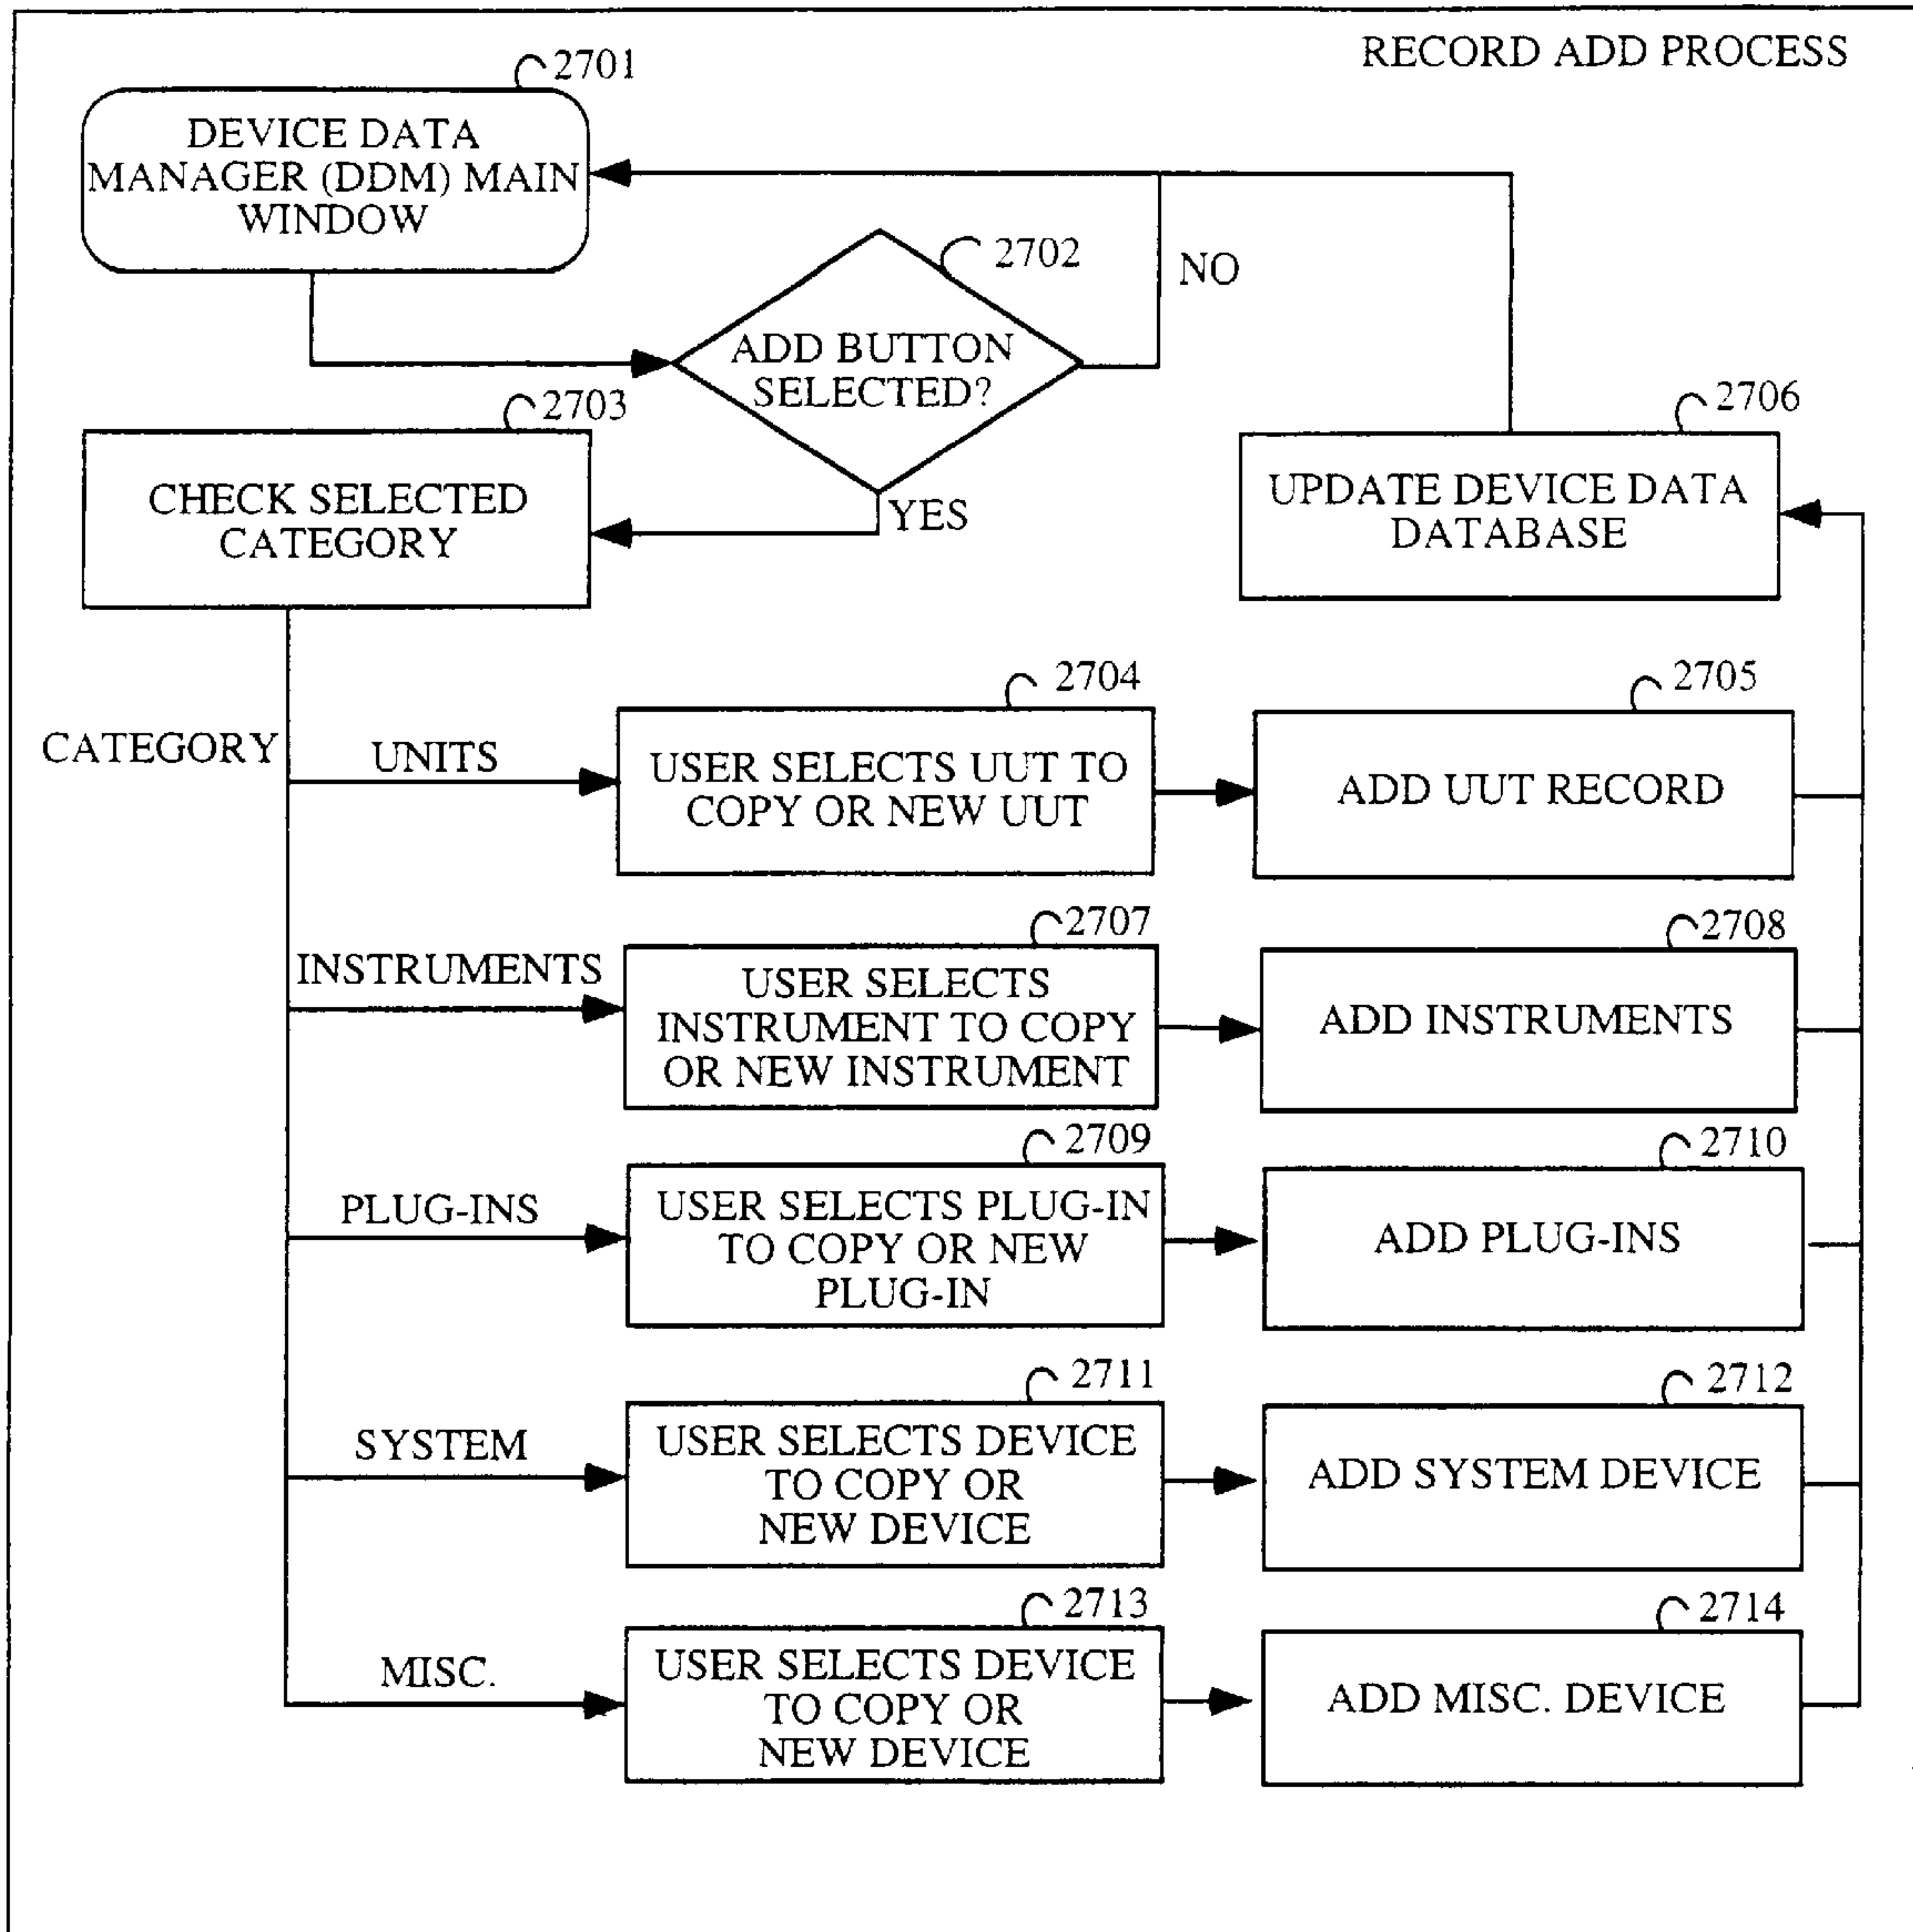 RECORD ADD PROCESS
2701
DEVICE DATA
MANAGER (DDM) MAIN
WINDOW
2702
ADD BUTTON
SELECTED?
NO
YES
2703
CHECK SELECTED
CATEGORY
2706
UPDATE DEVICE DATA
DATABASE
CATEGORY
UNITS
2704
USER SELECTS UUT TO
COPY OR NEW UUT
2705
ADD UUT RECORD
INSTRUMENTS
2707
USER SELECTS
INSTRUMENT TO COPY
OR NEW INSTRUMENT
2708
ADD INSTRUMENTS
PLUG-INS
2709
USER SELECTS PLUG-IN
TO COPY OR NEW
PLUG-IN
2710
ADD PLUG-INS
SYSTEM
2711
USER SELECTS DEVICE
TO COPY OR
NEW DEVICE
2712
ADD SYSTEM DEVICE
MISC.
2713
USER SELECTS DEVICE
TO COPY OR
NEW DEVICE
2714
ADD MISC. DEVICE